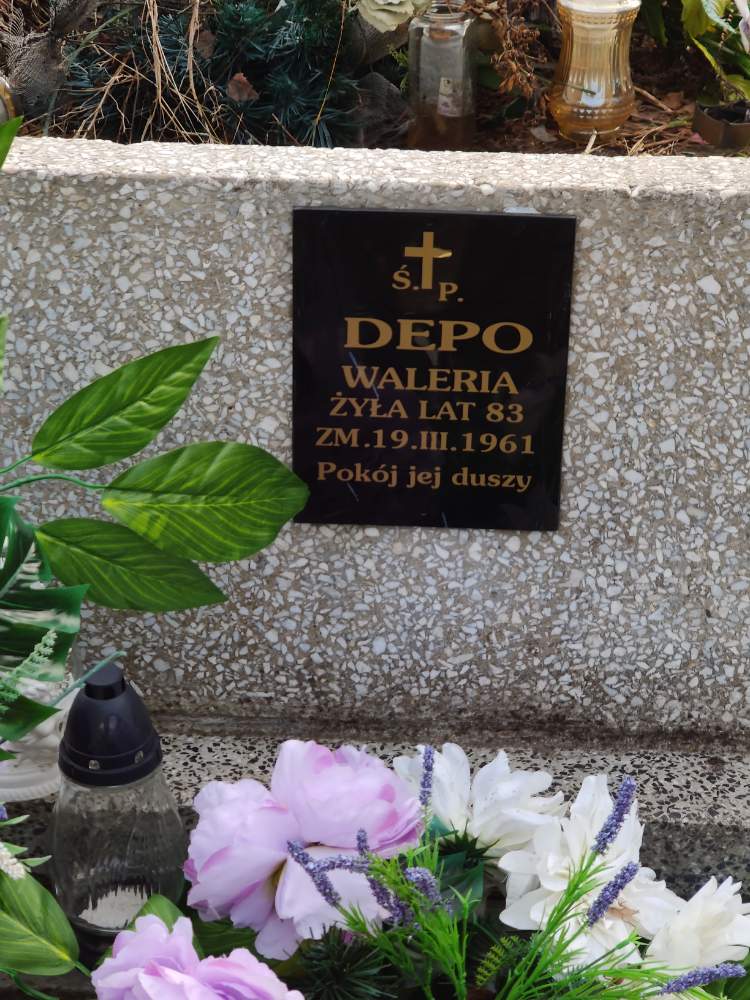 Ś. P.
DEPO
WALERIA
ŻYŁA LAT 83
ZM.19.III.1961
Pokój jej duszy